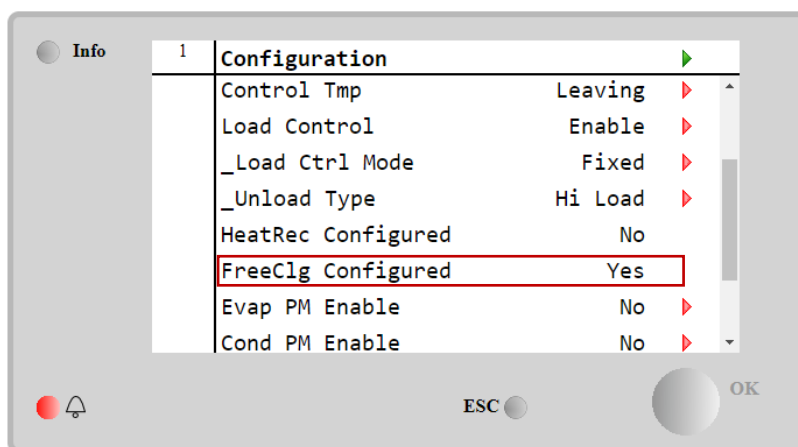 Info
1 Configuration
Control Tmp Leaving
Load Control Enable
_Load Ctrl Mode Fixed
_Unload Type Hi Load
HeatRec Configured No
FreeClg Configured Yes
Evap PM Enable No
Cond PM Enable No
OK
ESC